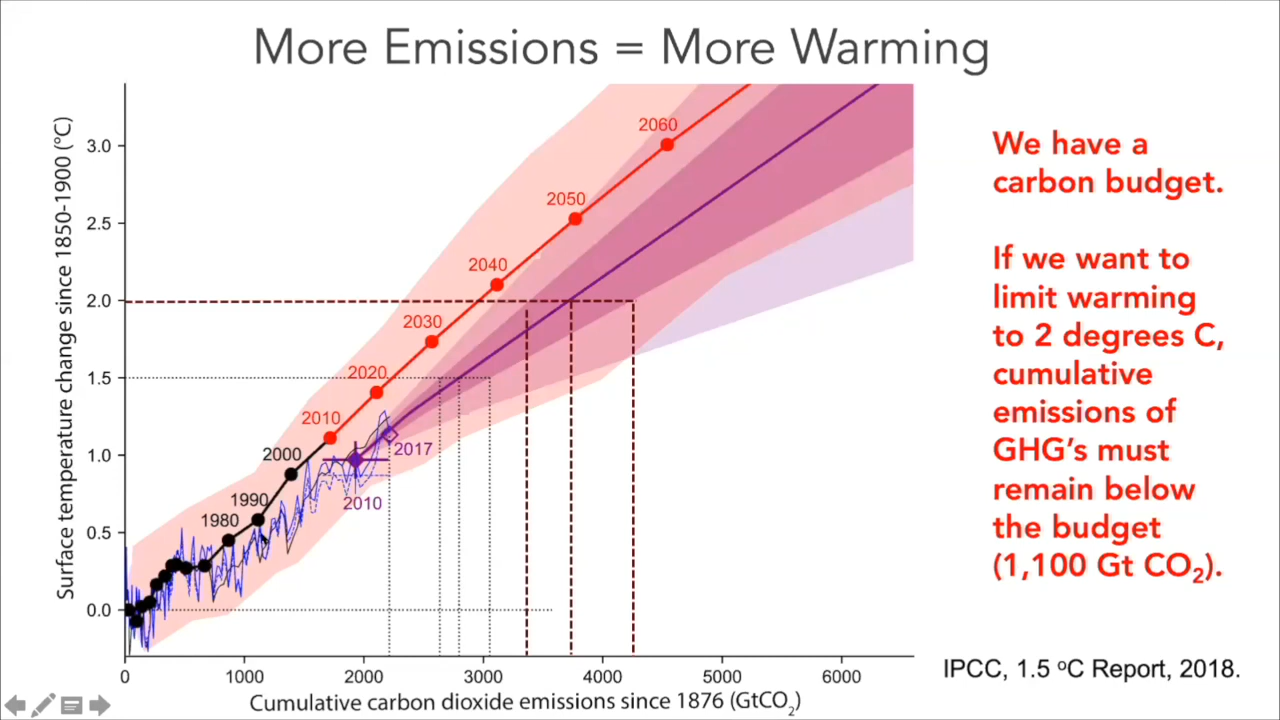 More Emissions = More Warming
Surface temperature change since 1850-1900 (°C)
3.0
2.5
2.0
1.5
1.0
0.5
0.0
2060
2050
2040
2030
2020
2010
2000
1990
1980
2017
2010
0
1000
2000
3000
4000
5000
6000
Cumulative carbon dioxide emissions since 1876 (GtCO₂)
We have a
carbon budget.
If we want to
limit warming
to 2 degrees C,
cumulative
emissions of
GHG's must
remain below
the budget
(1,100 Gt CO₂).
IPCC, 1.5 ºC Report, 2018.